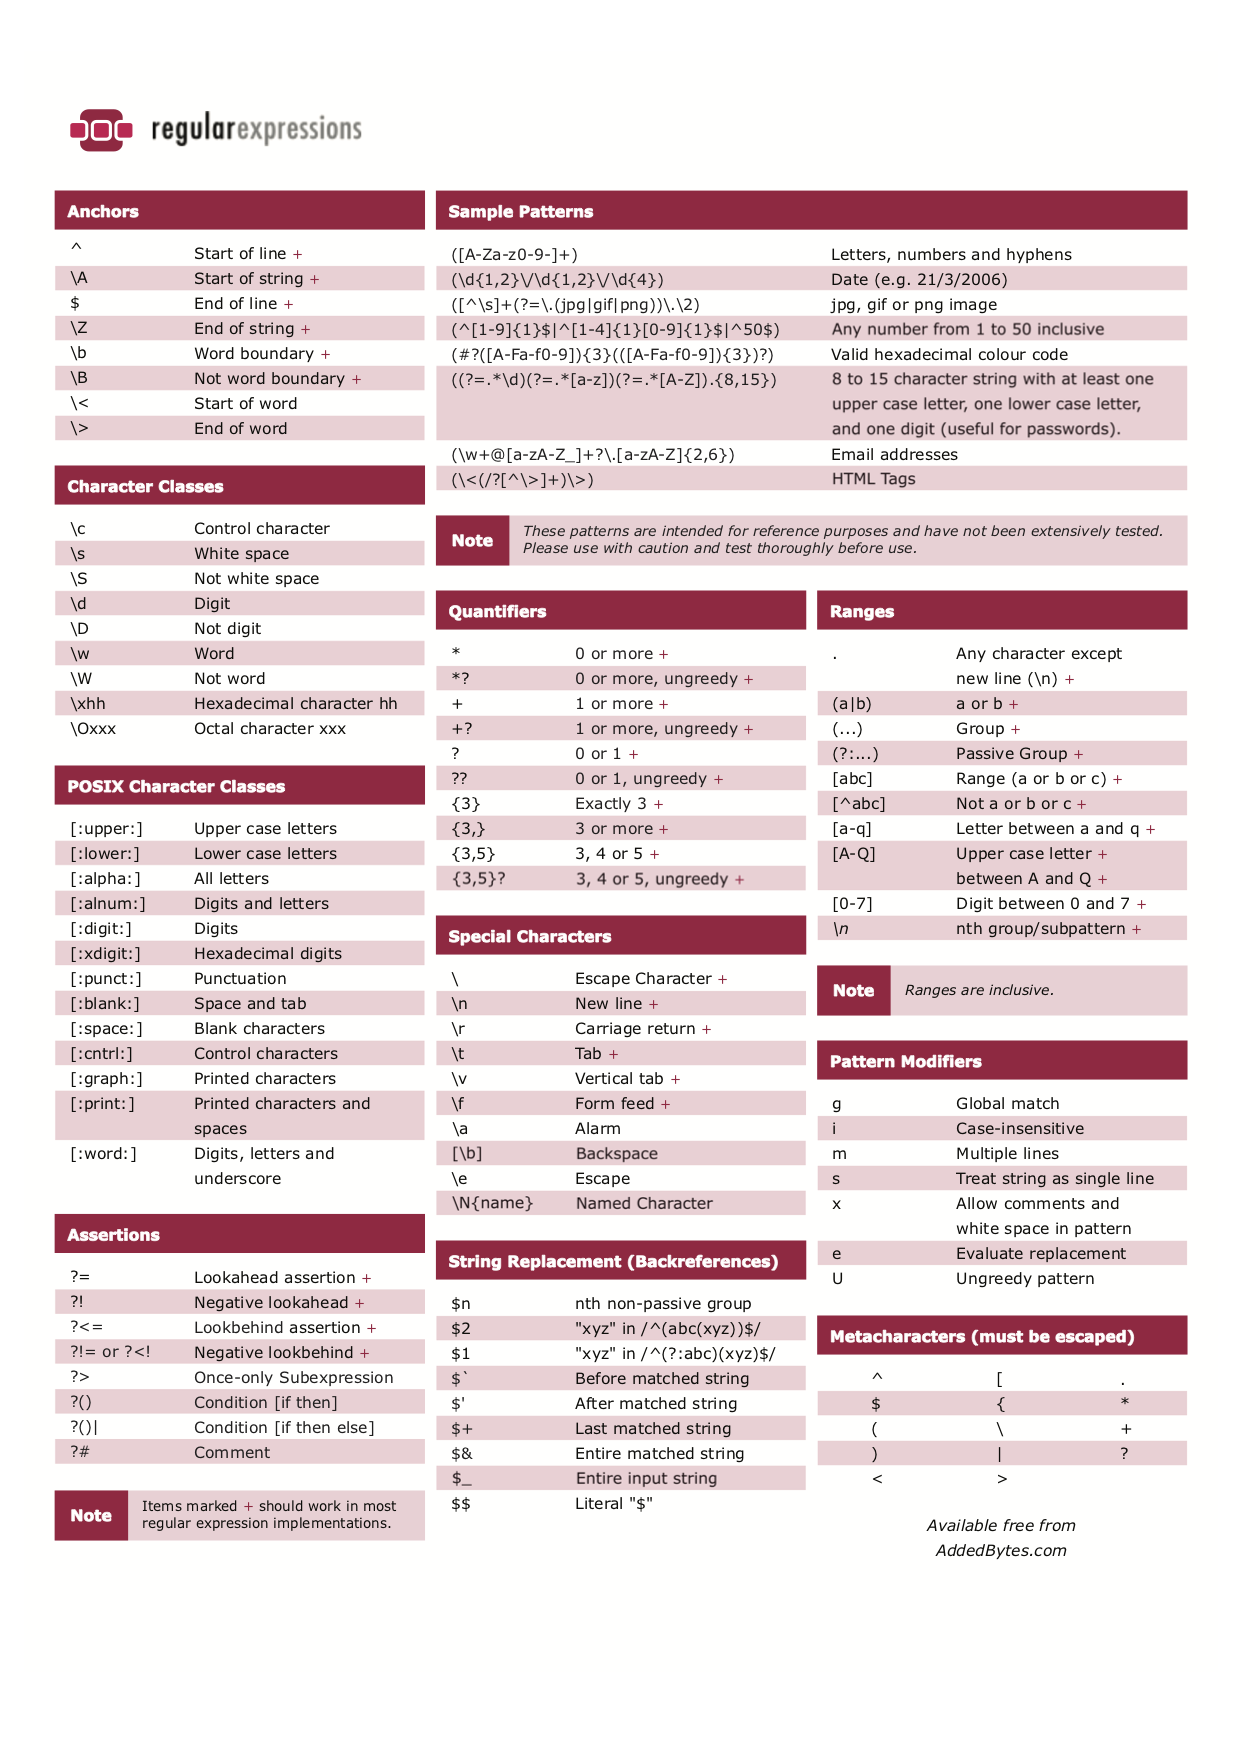 regularexpressions
Anchors
^ Start of line +
\A Start of string +
$ End of line +
\Z End of string +
\b Word boundary +
\B Not word boundary +
\< Start of word
\> End of word
Character Classes
\c Control character
\s White space
\S Not white space
\d Digit
\D Not digit
\w Word
\W Not word
\xhh Hexadecimal character hh
\Oxxx Octal character xxx
POSIX Character Classes
[:upper:] Upper case letters
[:lower:] Lower case letters
[:alpha:] All letters
[:alnum:] Digits and letters
[:digit:] Digits
[:xdigit:] Hexadecimal digits
[:punct:] Punctuation
[:blank:] Space and tab
[:space:] Blank characters
[:cntrl:] Control characters
[:graph:] Printed characters
[:print:] Printed characters and
spaces
[:word:] Digits, letters and
underscore
Assertions
?= Lookahead assertion +
?! Negative lookahead +
?<= Lookbehind assertion +
?!= or ?<! Negative lookbehind +
?> Once-only Subexpression
?() Condition [if then]
?()| Condition [if then else]
?# Comment
Note
Items marked + should work in most
regular expression implementations.
Sample Patterns
([A-Za-z0-9-]+) Letters, numbers and hyphens
(\d{1,2}\/\d{1,2}\/\d{4}) Date (e.g. 21/3/2006)
([^\s]+(?=\.(jpg|gif|png))\.\2) jpg, gif or png image
(^[1-9]{1}$|^[1-4]{1}[0-9]{1}$|^50$) Any number from 1 to 50 inclusive
(#?([A-Fa-f0-9]){3}(([A-Fa-f0-9]){3})?) Valid hexadecimal colour code
((?=.*\d)(?=.*[a-z])(?=.*[A-Z]).{8,15}) 8 to 15 character string with at least one
upper case letter, one lower case letter,
and one digit (useful for passwords).
(\w+@[a-zA-Z_]+?\.[a-zA-Z]{2,6}) Email addresses
(\<(/?[^\>]+)\>) HTML Tags
Note
These patterns are intended for reference purposes and have not been extensively tested.
Please use with caution and test thoroughly before use.
Quantifiers
* 0 or more +
*? 0 or more, ungreedy +
+ 1 or more +
+? 1 or more, ungreedy +
? 0 or 1 +
?? 0 or 1, ungreedy +
{3} Exactly 3 +
{3,} 3 or more +
{3,5} 3, 4 or 5 +
{3,5}? 3, 4 or 5, ungreedy +
Special Characters
\ Escape Character +
\n New line +
\r Carriage return +
\t Tab +
\v Vertical tab +
\f Form feed +
\a Alarm
[\b] Backspace
\e Escape
\N{name} Named Character
String Replacement (Backreferences)
$n nth non-passive group
$2 "xyz" in /^(abc(xyz))$/
$1 "xyz" in /^(?:abc)(xyz)$/
$` Before matched string
$' After matched string
$+ Last matched string
$& Entire matched string
$_ Entire input string
$$ Literal "$"
Ranges
. Any character except
new line (\n) +
(a|b) a or b +
(...) Group +
(?:...) Passive Group +
[abc] Range (a or b or c) +
[^abc] Not a or b or c +
[a-q] Letter between a and q +
[A-Q] Upper case letter +
between A and Q +
[0-7] Digit between 0 and 7 +
\n nth group/subpattern +
Note
Ranges are inclusive.
Pattern Modifiers
g Global match
i Case-insensitive
m Multiple lines
s Treat string as single line
x Allow comments and
white space in pattern
e Evaluate replacement
U Ungreedy pattern
Metacharacters (must be escaped)
^ [ .
$ { *
( \ +
) | ?
< >
Available free from
AddedBytes.com